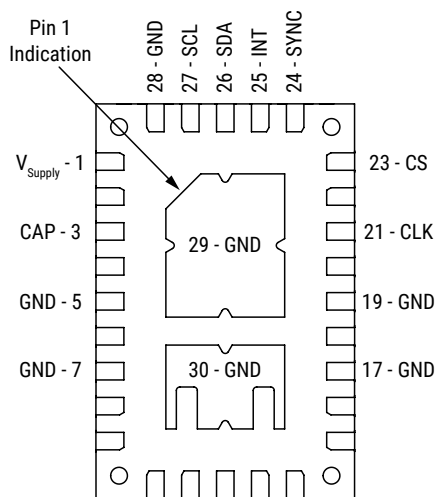 Pin 1
Indication
28 - GND
27 - SCL
26 - SDA
25 - INT
24 - SYNC
V Supply - 1
23 - CS
CAP - 3
29 - GND
21 - CLK
GND - 5
19 - GND
GND - 7
30 - GND
17 - GND